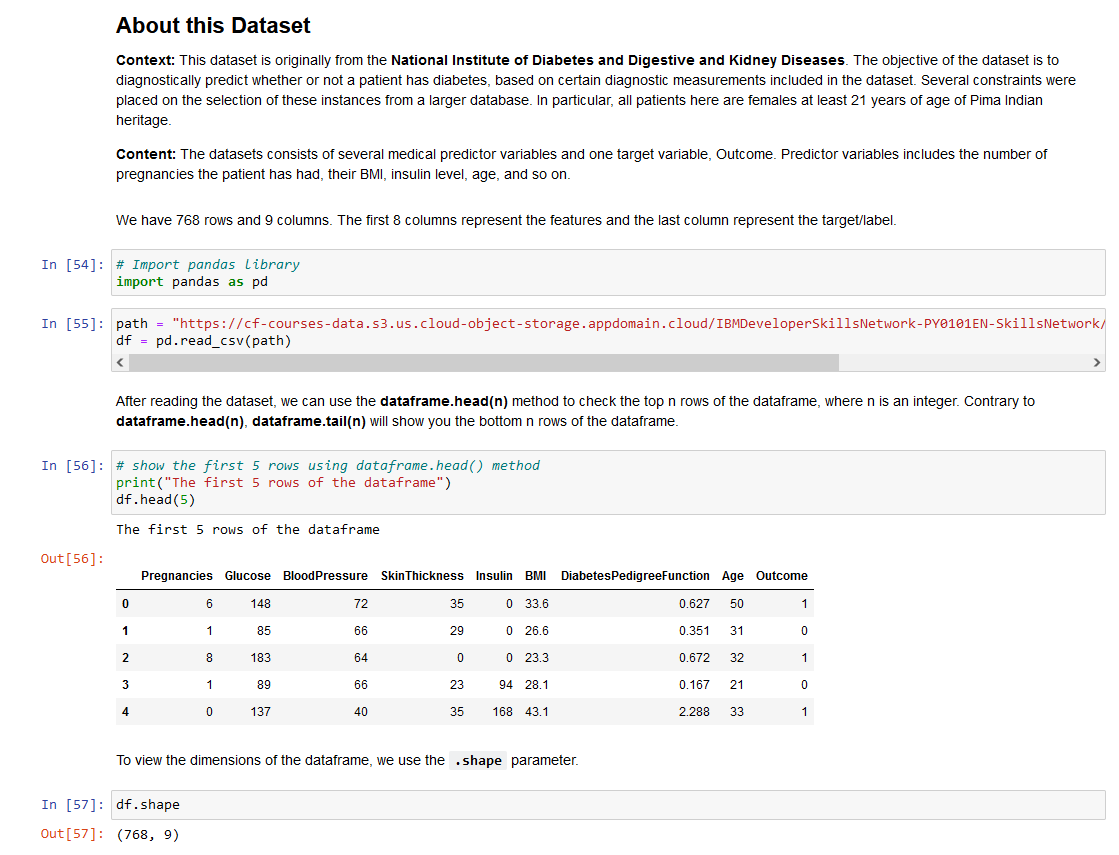 About this Dataset
Context: This dataset is originally from the National Institute of Diabetes and Digestive and Kidney Diseases. The objective of the dataset is to
diagnostically predict whether or not a patient has diabetes, based on certain diagnostic measurements included in the dataset. Several constraints were
placed on the selection of these instances from a larger database. In particular, all patients here are females at least 21 years of age of Pima Indian
heritage.
Content: The datasets consists of several medical predictor variables and one target variable, Outcome. Predictor variables includes the number of
pregnancies the patient has had, their BMI, insulin level, age, and so on.
We have 768 rows and 9 columns. The first 8 columns represent the features and the last column represent the target/label.
In [54]: # Import pandas library
import pandas as pd
In [55]: path = "https://cf-courses-data.s3.us.cloud-object-storage.appdomain.cloud/IBMDeveloperSkillsNetwork-PY0101EN-SkillsNetwork/
df = pd.read_csv(path)
After reading the dataset, we can use the dataframe.head(n) method to check the top n rows of the dataframe, where n is an integer. Contrary to
dataframe.head(n), dataframe.tail(n) will show you the bottom n rows of the dataframe.
In [56]: # show the first 5 rows using dataframe.head() method
print("The first 5 rows of the dataframe")
df.head(5)
The first 5 rows of the dataframe
Out[56]:
Pregnancies Glucose BloodPressure SkinThickness Insulin BMI DiabetesPedigreeFunction Age Outcome
0 6 148 72 35 0 33.6 0.627 50 1
1 1 85 66 29 0 26.6 0.351 31 0
2 8 183 64 0 0 23.3 0.672 32 1
3 1 89 66 23 94 28.1 0.167 21 0
4 0 137 40 35 168 43.1 2.288 33 1
To view the dimensions of the dataframe, we use the .shape parameter.
In [57]: df.shape
Out[57]: (768, 9)